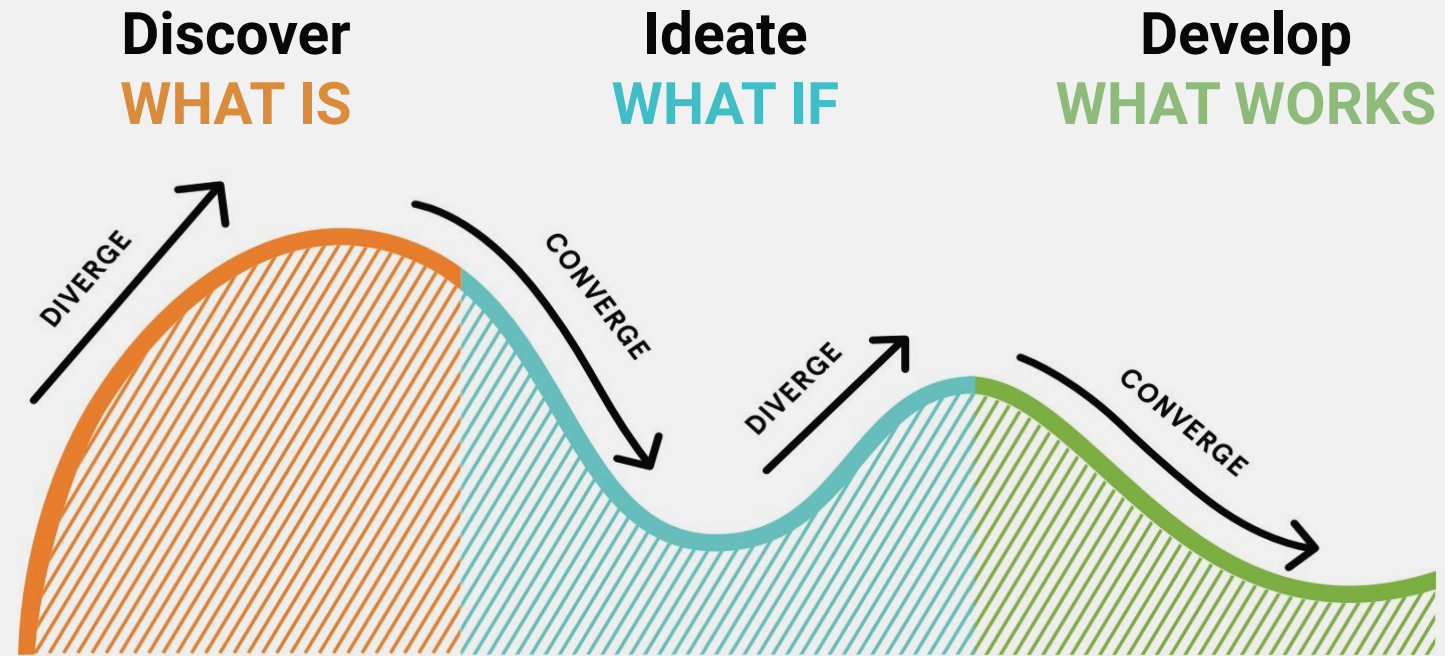 Discover
WHAT IS
Ideate
WHAT IF
Develop
WHAT WORKS
DIVERGE
CONVERGE
DIVERGE
CONVERGE